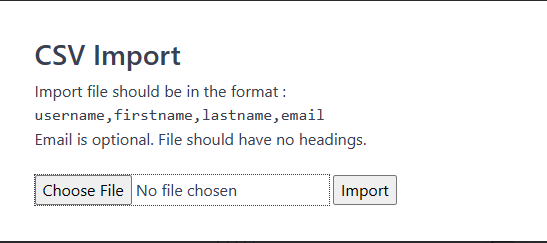 CSV Import
Import file should be in the format :
username,firstname,lastname,email
Email is optional. File should have no headings.
Choose File No file chosen Import